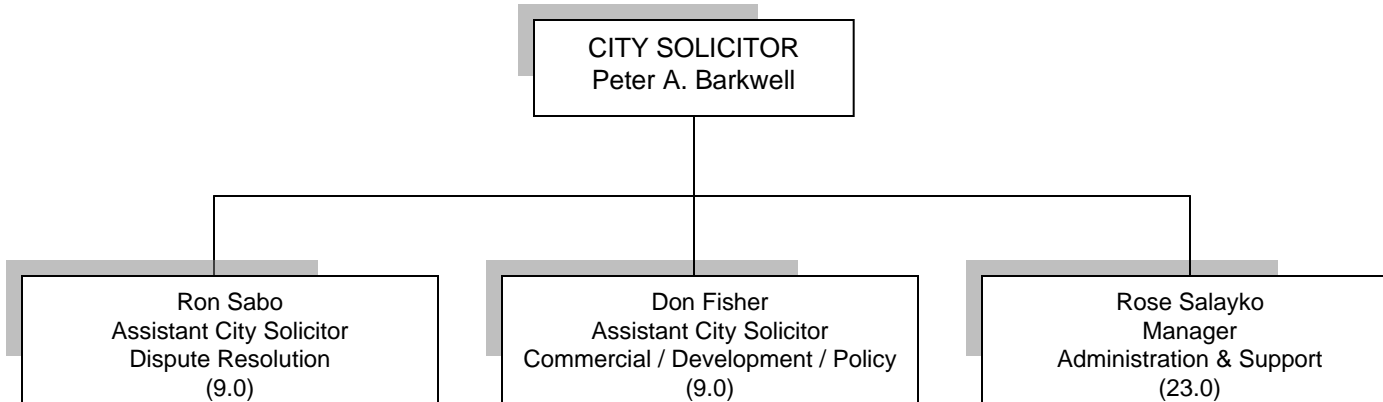 CITY SOLICITOR
Peter A. Barkwell
Ron Sabo
Assistant City Solicitor
Dispute Resolution
(9.0)
Don Fisher
Assistant City Solicitor
Commercial / Development / Policy
(9.0)
Rose Salayko
Manager
Administration & Support
(23.0)